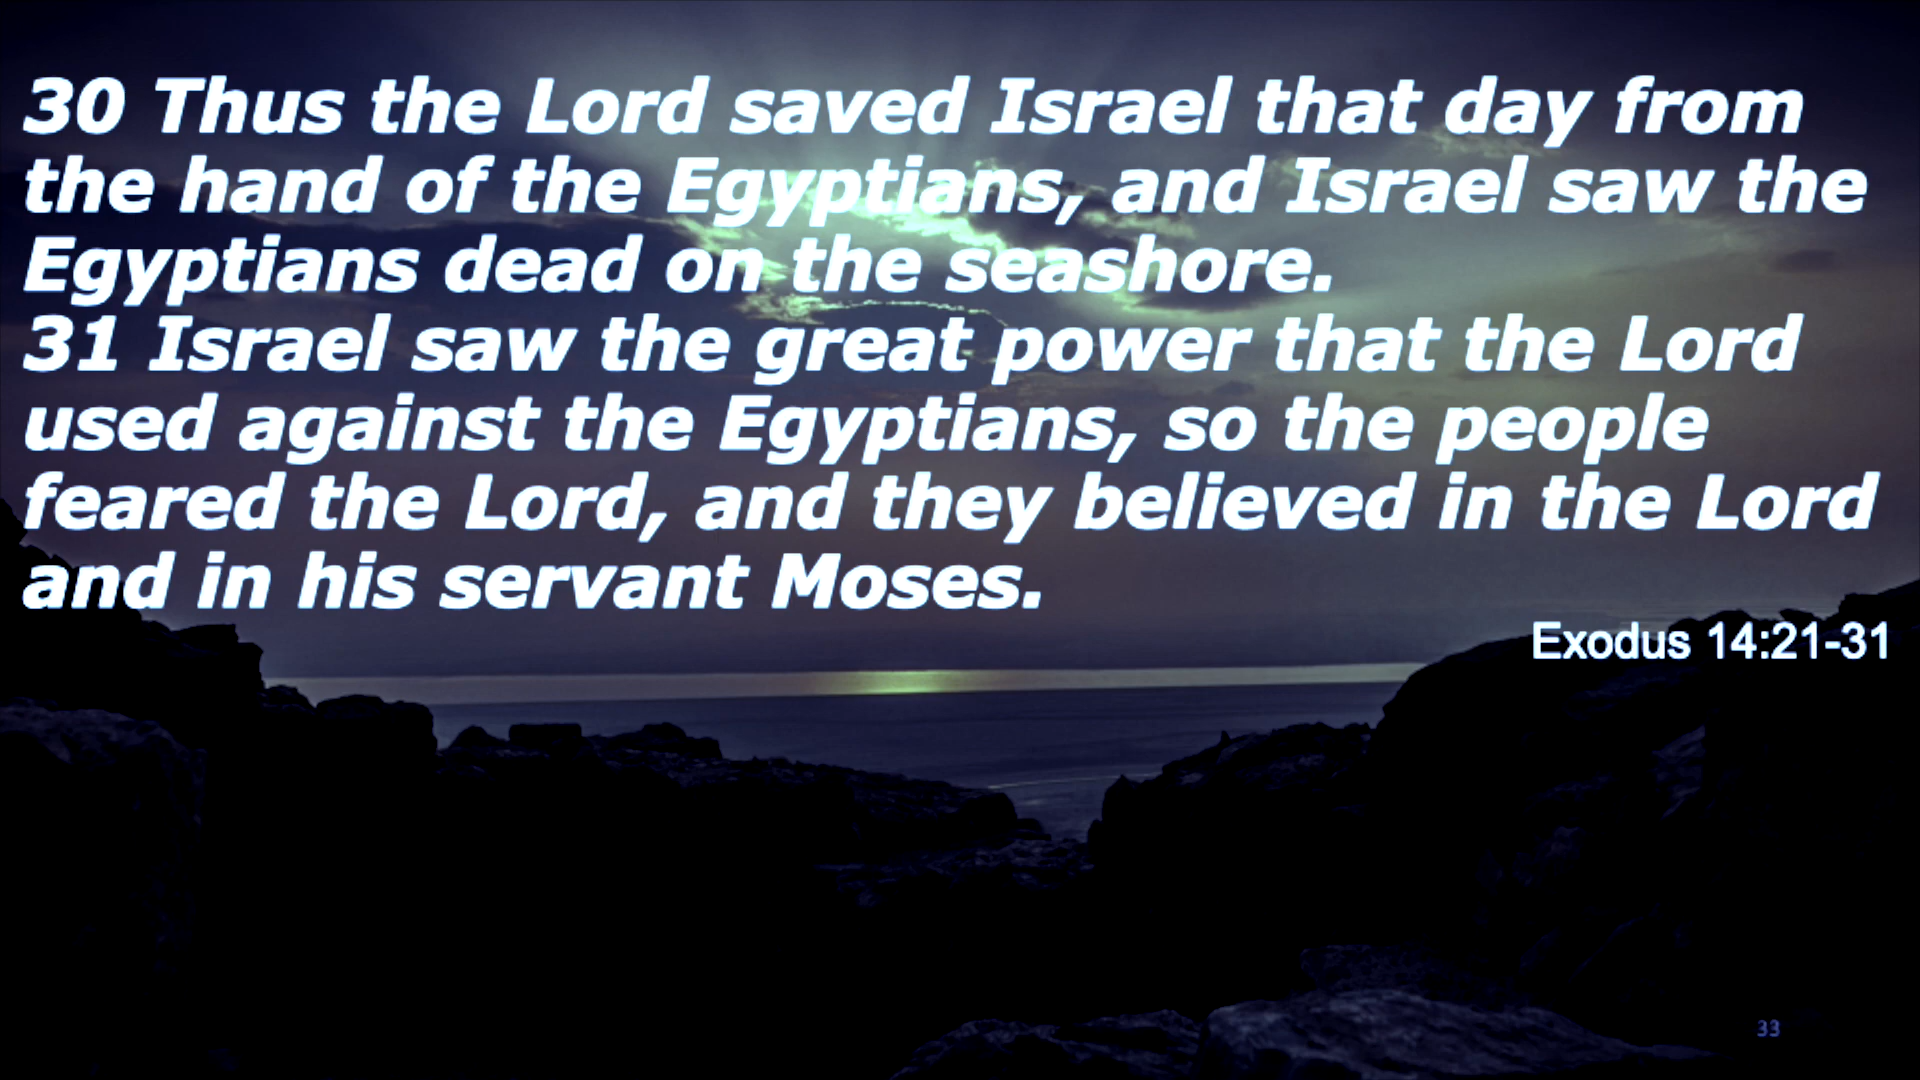 30 Thus the Lord saved Israel that day from
the hand of the Egyptians, and Israel saw the
Egyptians dead on the seashore.
31 Israel saw the great power that the Lord
used against the Egyptians, so the people
feared the Lord, and they believed in the Lord
and in his servant Moses.
Exodus 14:21-31
33